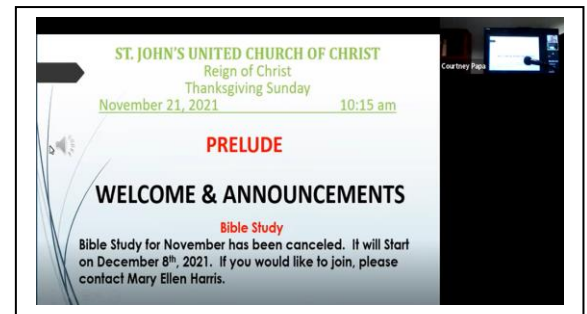 ST. JOHN'S UNITED CHURCH OF CHRIST
Reign of Christ
Thanksgiving Sunday
November 21, 2021 10:15 am
PRELUDE
WELCOME & ANNOUNCEMENTS
Bible Study
Bible Study for November has been canceled. It will Start
on December 8th, 2021. If you would like to join, please
contact Mary Ellen Harris.
Courtney Papa